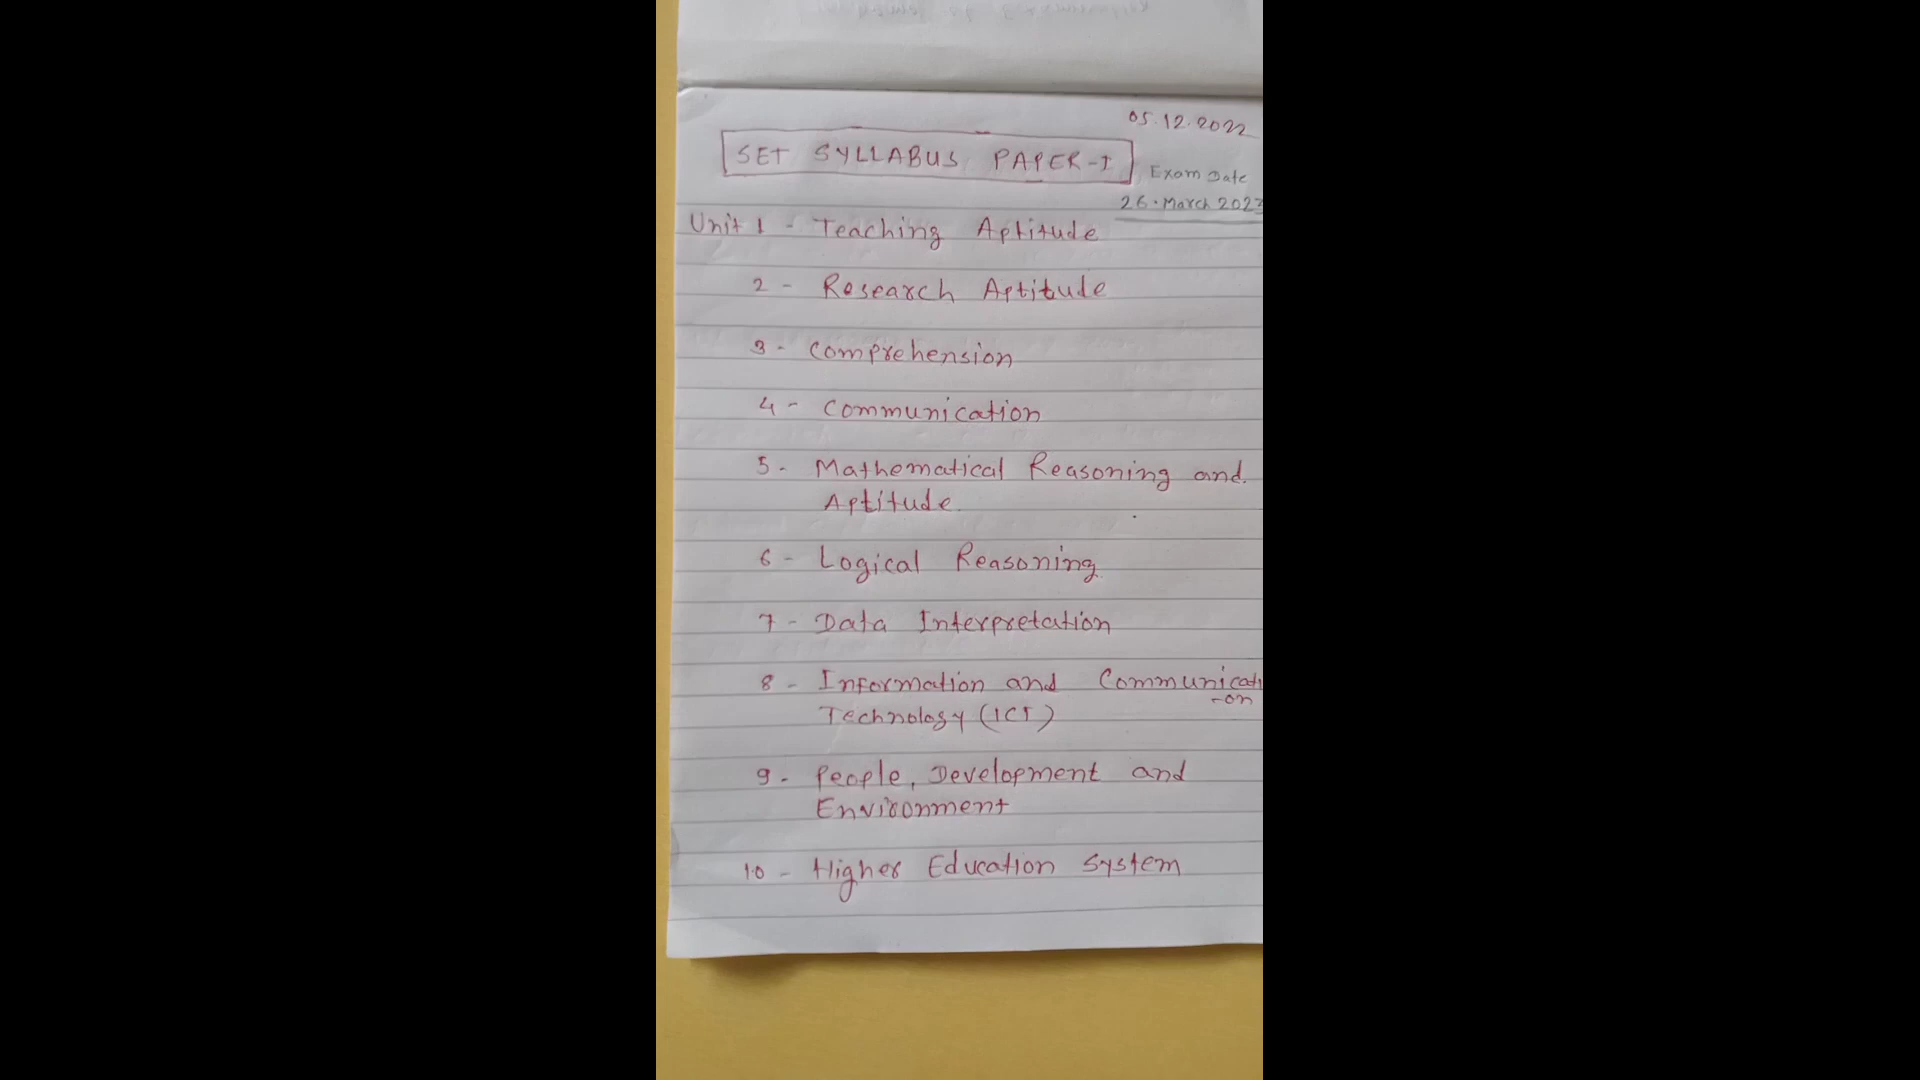 05.12.2022
SET SYLLABUS PAPER-I
Exam Date
26.March 2023
Unit 1 - Teaching Aptitude
2 - Research Aptitude
3 - Comprehension
4 - Communication
5 - Mathematical Reasoning and
Aptitude.
6 - Logical Reasoning
7 - Data Interpretation
8 - Information and Communicati
-on
Technology (ICT)
9 - People, Development and
Environment
10 - Higher Education System